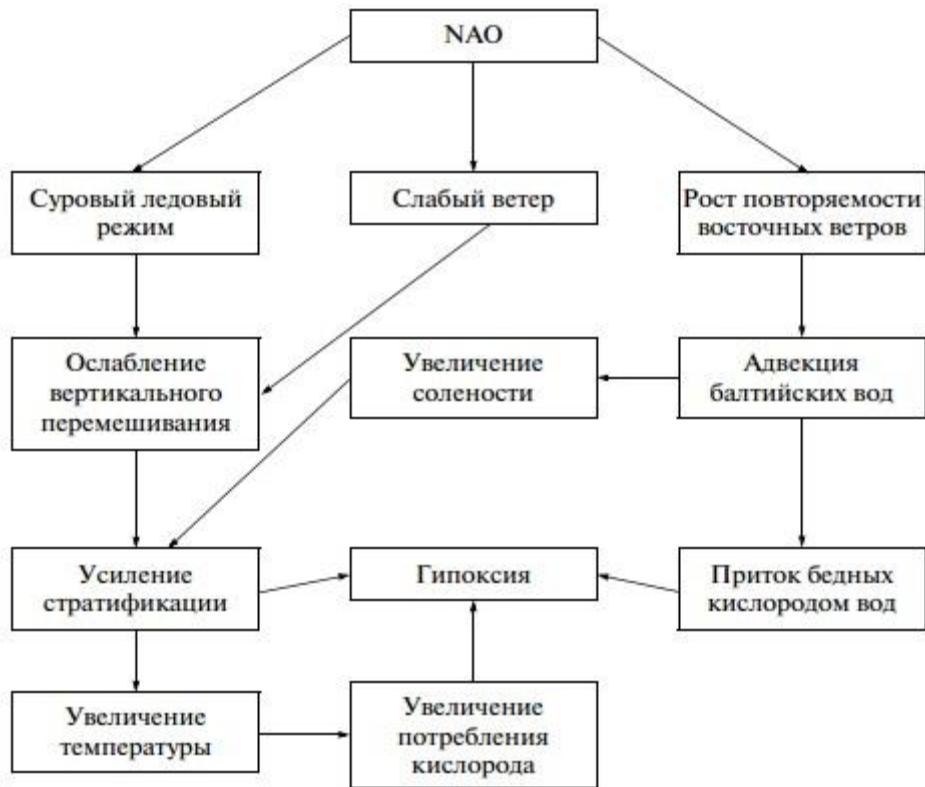 NAO
Суровый ледовый
режим
Слабый ветер
Рост повторяемости
восточных ветров
Ослабление
вертикального
перемешивания
Увеличение
солености
Адвекция
балтийских вод
Усиление
стратификации
Гипоксия
Приток бедных
кислородом вод
Увеличение
температуры
Увеличение
потребления
кислорода